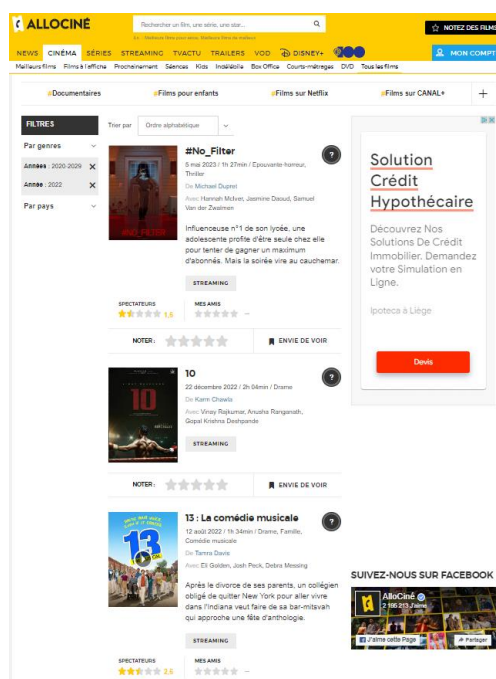 ALLOCINÉ
Rechercher un film, une série, une star...
NOTEZ DES FILMS
NEWS CINÉMA SÉRIES STREAMING TVACTU TRAILERS VOD DISNEY+
MON COMPT
Meilleurs films Films à l'affiche Prochainement Séances Kids Indélébile Box Office Courts-métrages DVD Tous les films
#Documentaires #Films pour enfants #Films sur Netflix #Films sur CANAL+ +
FILTRES
Par genres
Années : 2020-2029 X
Année : 2022 X
Par pays
Trier par Ordre alphabétique
#No_Filter
5 mai 2023 / 1h 27min / Epouvante-horreur,
Thriller
De Michael Dupret
Avec Hannah McIver, Jasmine Daoud, Samuel
Van der Zwalmen
Influenceuse n°1 de son lycée, une
adolescente profite d'être seule chez elle
pour tenter de gagner un maximum
d'abonnés. Mais la soirée vire au cauchemar.
STREAMING
SPECTATEURS MES AMIS
1,5 --
NOTER : ENVIE DE VOIR
10
10
22 décembre 2022 / 2h 04min / Drame
De Karm Chawla
Avec Vinay Rajkumar, Anusha Ranganath,
Gopal Krishna Deshpande
STREAMING
NOTER : ENVIE DE VOIR
13
13 : La comédie musicale
12 août 2022 / 1h 34min / Drame, Famille,
Comédie musicale
De Tamra Davis
Avec Eli Golden, Josh Peck, Debra Messing
Après le divorce de ses parents, un collégien
obligé de quitter New York pour aller vivre
dans l'Indiana veut faire de sa bar-mitsvah
qui approche une fête d'anthologie.
STREAMING
SPECTATEURS MES AMIS
2,5 --
Solution
Crédit
Hypothécaire
Découvrez Nos
Solutions De Crédit
Immobilier. Demandez
votre Simulation en
Ligne.
Ipoteca à Liège
Devis
SUIVEZ-NOUS SUR FACEBOOK
AlloCiné
2 195 213 J'aime
J'aime cette Page Partager